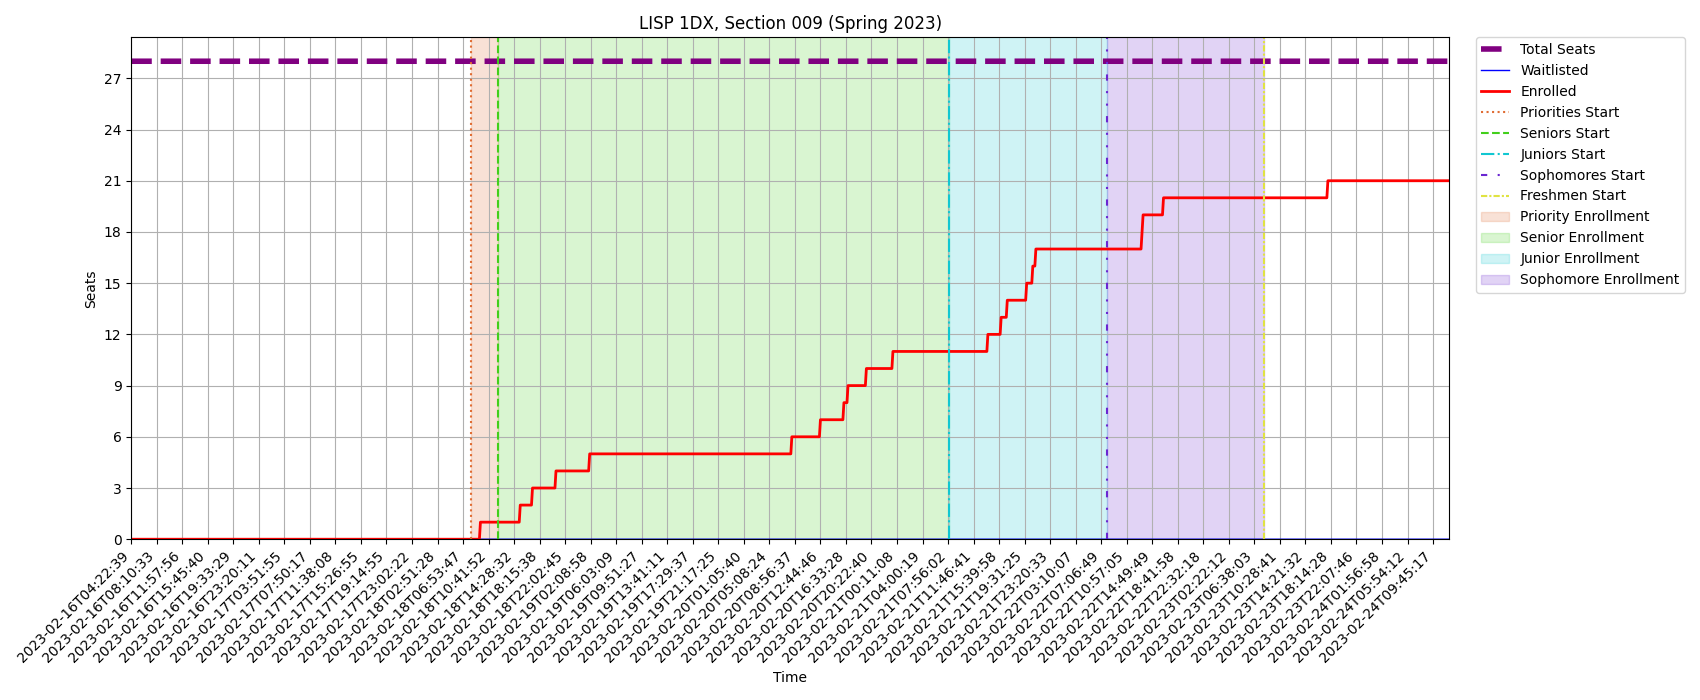 LISP 1DX, Section 009 (Spring 2023)
Total Seats
Waitlisted
Enrolled
Priorities Start
Seniors Start
Juniors Start
Sophomores Start
Freshmen Start
Priority Enrollment
Senior Enrollment
Junior Enrollment
Sophomore Enrollment
Seats
27
24
21
18
15
12
9
6
3
0
2023-02-16T04:22:39
2023-02-16T08:10:33
2023-02-16T11:57:56
2023-02-16T15:45:40
2023-02-16T19:33:29
2023-02-16T23:20:11
2023-02-17T03:51:55
2023-02-17T07:50:17
2023-02-17T11:38:08
2023-02-17T15:26:55
2023-02-17T19:14:55
2023-02-17T23:02:22
2023-02-18T02:51:28
2023-02-18T06:53:47
2023-02-18T10:41:52
2023-02-18T14:28:32
2023-02-18T18:15:38
2023-02-18T22:02:45
2023-02-19T02:08:58
2023-02-19T06:03:09
2023-02-19T09:51:27
2023-02-19T13:41:11
2023-02-19T17:29:37
2023-02-19T21:17:25
2023-02-20T01:05:40
2023-02-20T05:08:24
2023-02-20T08:56:37
2023-02-20T12:44:46
2023-02-20T16:33:28
2023-02-20T20:22:40
2023-02-21T00:11:08
2023-02-21T04:00:19
2023-02-21T07:56:02
2023-02-21T11:46:41
2023-02-21T15:39:58
2023-02-21T19:31:25
2023-02-21T23:20:33
2023-02-22T03:10:07
2023-02-22T07:06:49
2023-02-22T10:57:05
2023-02-22T14:49:49
2023-02-22T18:41:58
2023-02-22T22:32:18
2023-02-23T02:22:12
2023-02-23T06:38:03
2023-02-23T10:28:41
2023-02-23T14:21:32
2023-02-23T18:14:28
2023-02-23T22:07:46
2023-02-24T01:56:58
2023-02-24T05:54:12
2023-02-24T09:45:17
Time